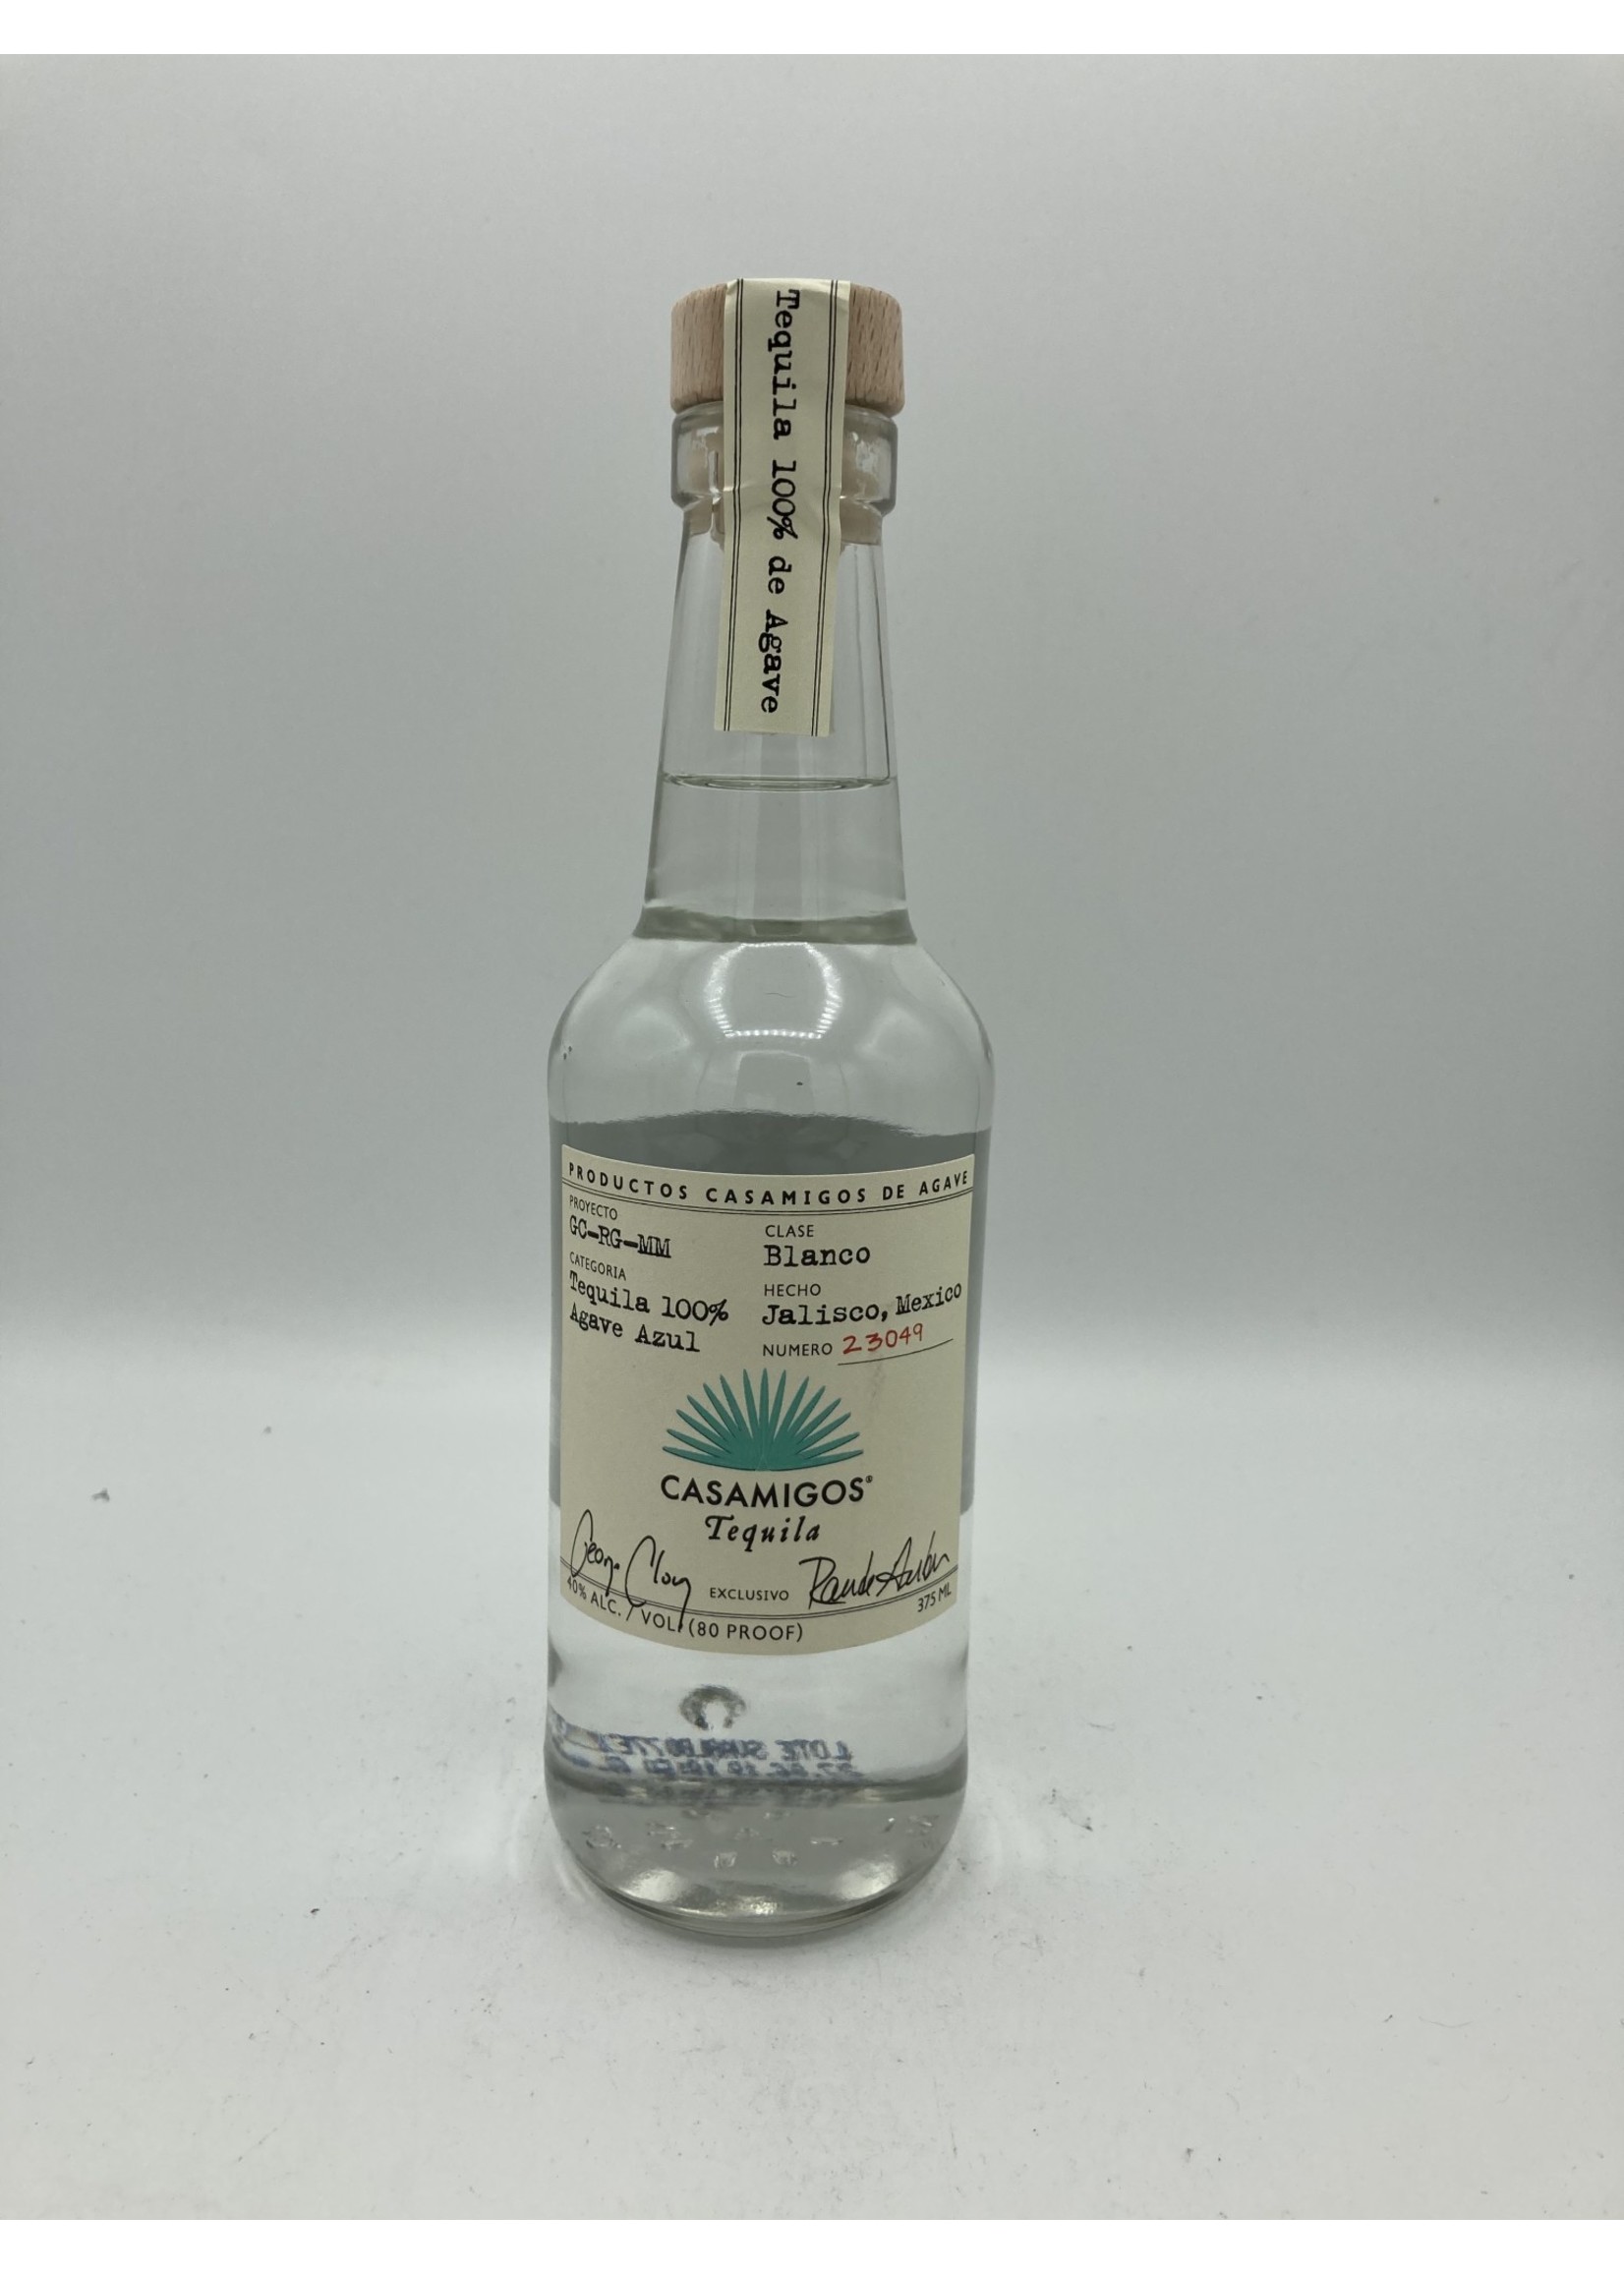 Tequila 100% de Agave
PRODUCTOS CASAMIGOS DE AGAVE
PROYECTO
GC-RG-MM
CATEGORIA
Tequila 100%
Agave Azul
CLASE
Blanco
HECHO
Jalisco, Mexico
NUMERO 23049
CASAMIGOS®
Tequila
EXCLUSIVO
40% ALC. / VOL. (80 PROOF)
375 ML